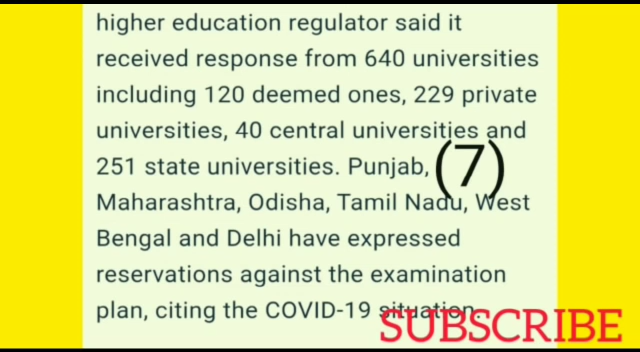 higher education regulator said it
received response from 640 universities
including 120 deemed ones, 229 private
universities, 40 central universities and
251 state universities. Punjab,
(7)
Maharashtra, Odisha, Tamil Nadu, West
Bengal and Delhi have expressed
reservations against the examination
plan, citing the COVID-19 situation.
SUBSCRIBE